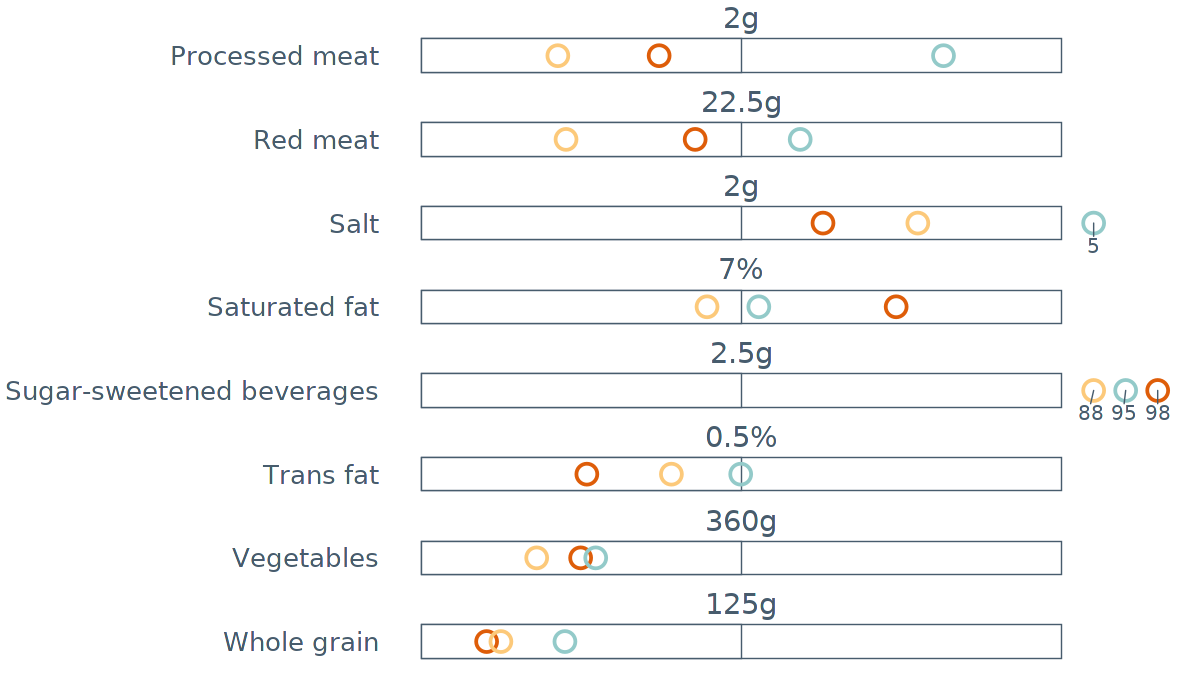 2g
Processed meat
22.5g
Red meat
2g
Salt
5
7%
Saturated fat
2.5g
Sugar-sweetened beverages
88 95 98
0.5%
Trans fat
360g
Vegetables
125g
Whole grain